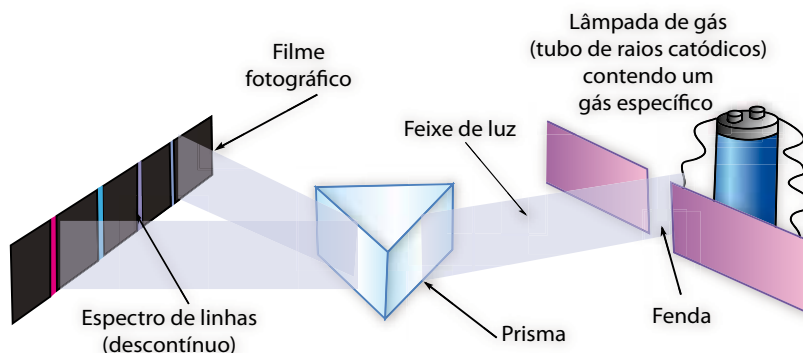 Filme
fotográfico
Lâmpada de gás
(tubo de raios catódicos)
contendo um
gás específico
Feixe de luz
Espectro de linhas
(descontínuo)
Prisma
Fenda